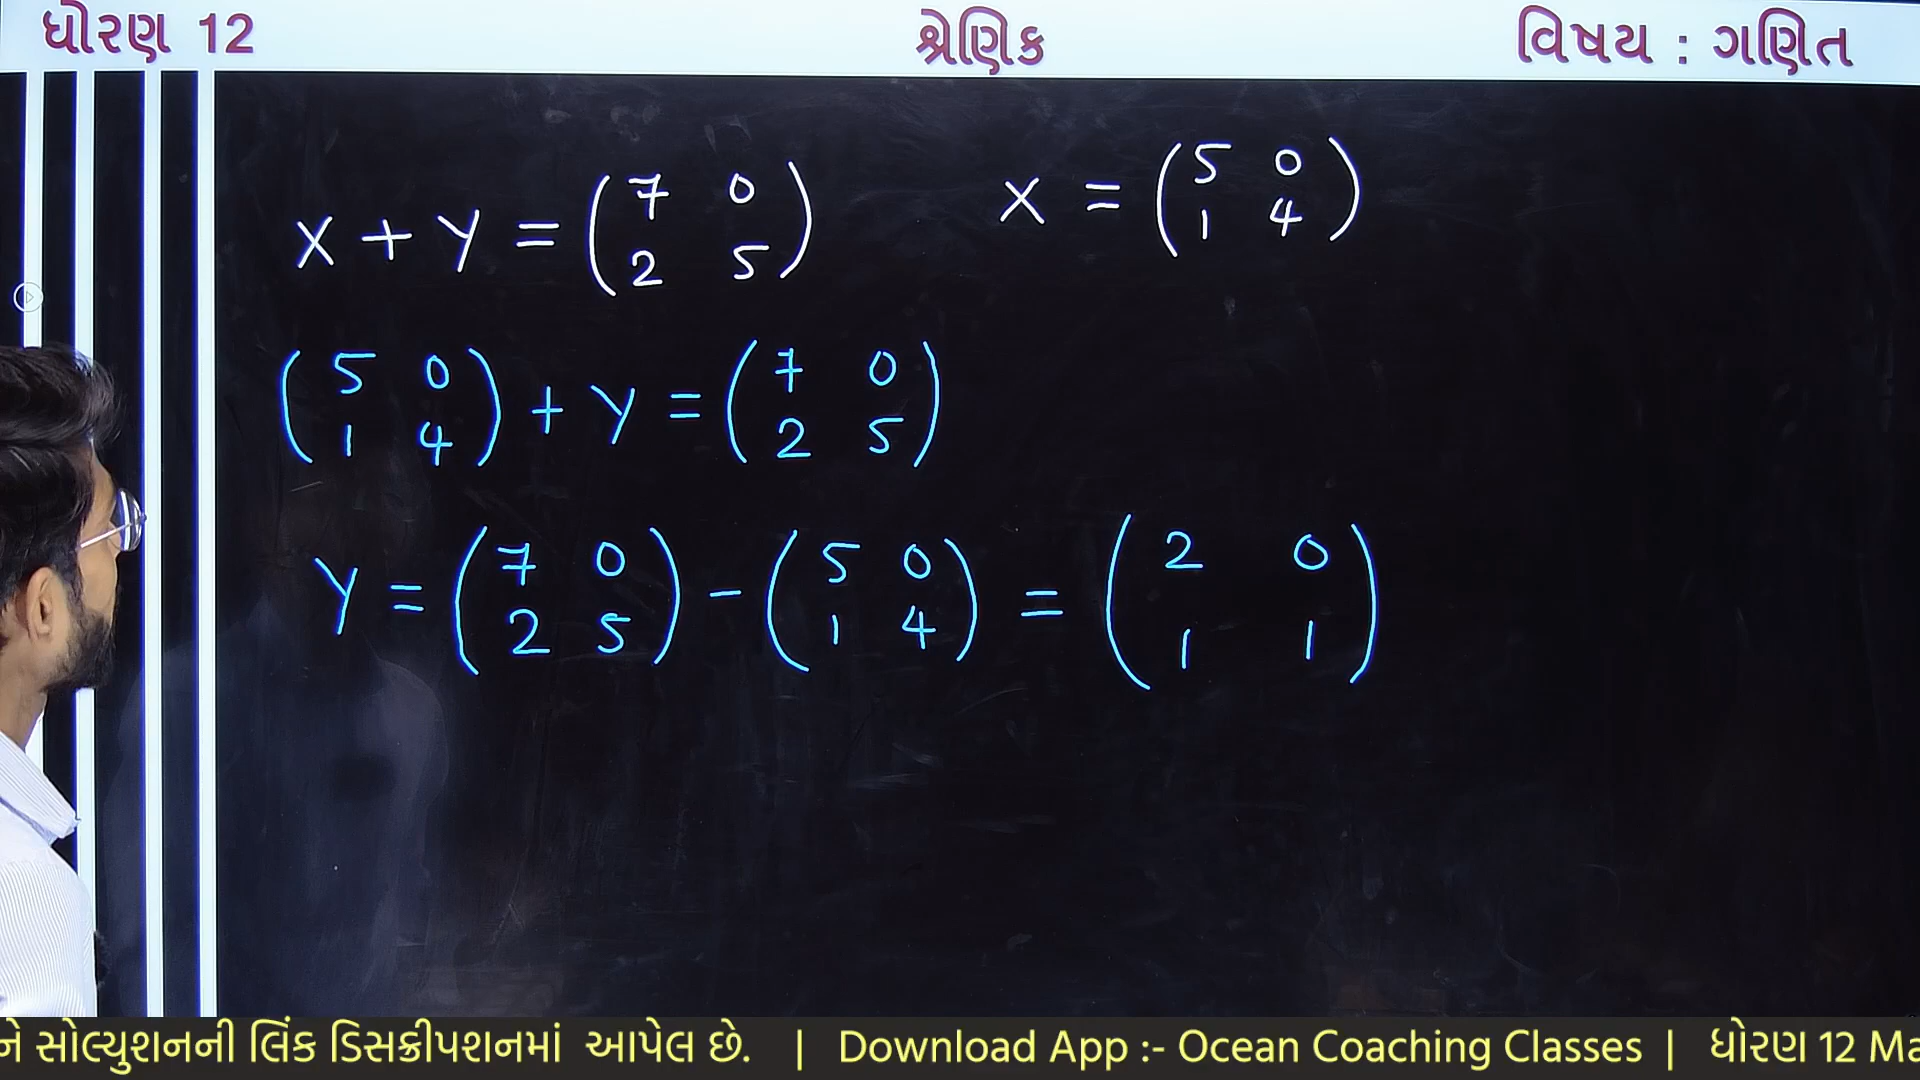 ધોરણ 12 શ્રેણિક વિષય : ગણિત
X + Y = (7 0 2 5) X = (5 0 1 4)
(5 0 1 4) + Y = (7 0 2 5)
Y = (7 0 2 5) - (5 0 1 4) = (2 0 1 1)
ને સોલ્યુશનની લિંક ડિસક્રીપશનમાં આપેલ છે. | Download App :- Ocean Coaching Classes | ધોરણ 12 Ma